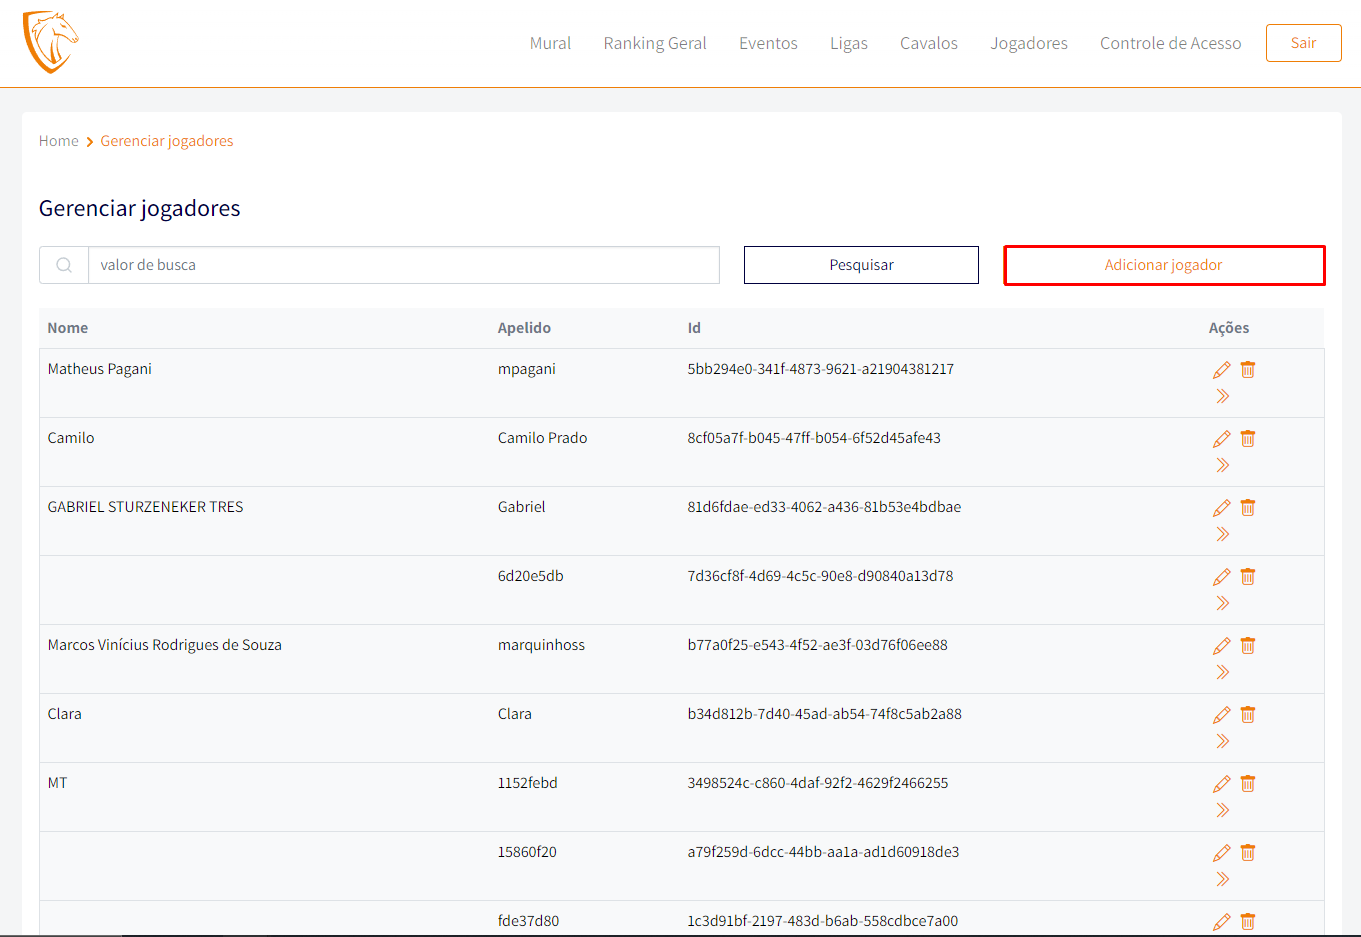 Mural Ranking Geral Eventos Ligas Cavalos Jogadores Controle de Acesso Sair
Home Gerenciar jogadores
Gerenciar jogadores
valor de busca Pesquisar Adicionar jogador
Nome Apelido Id Ações
Matheus Pagani mpagani 5bb294e0-341f-4873-9621-a21904381217
Camilo Camilo Prado 8cf05a7f-b045-47ff-b054-6f52d45afe43
GABRIEL STURZENEKER TRES Gabriel 81d6fdae-ed33-4062-a436-81b53e4bdbae
6d20e5db 7d36cf8f-4d69-4c5c-90e8-d90840a13d78
Marcos Vinícius Rodrigues de Souza marquinhoss b77a0f25-e543-4f52-ae3f-03d76f06ee88
Clara Clara b34d812b-7d40-45ad-ab54-74f8c5ab2a88
MT 1152febd 3498524c-c860-4daf-92f2-4629f2466255
15860f20 a79f259d-6dcc-44bb-aa1a-ad1d60918de3
fde37d80 1c3d91bf-2197-483d-b6ab-558cdbce7a00